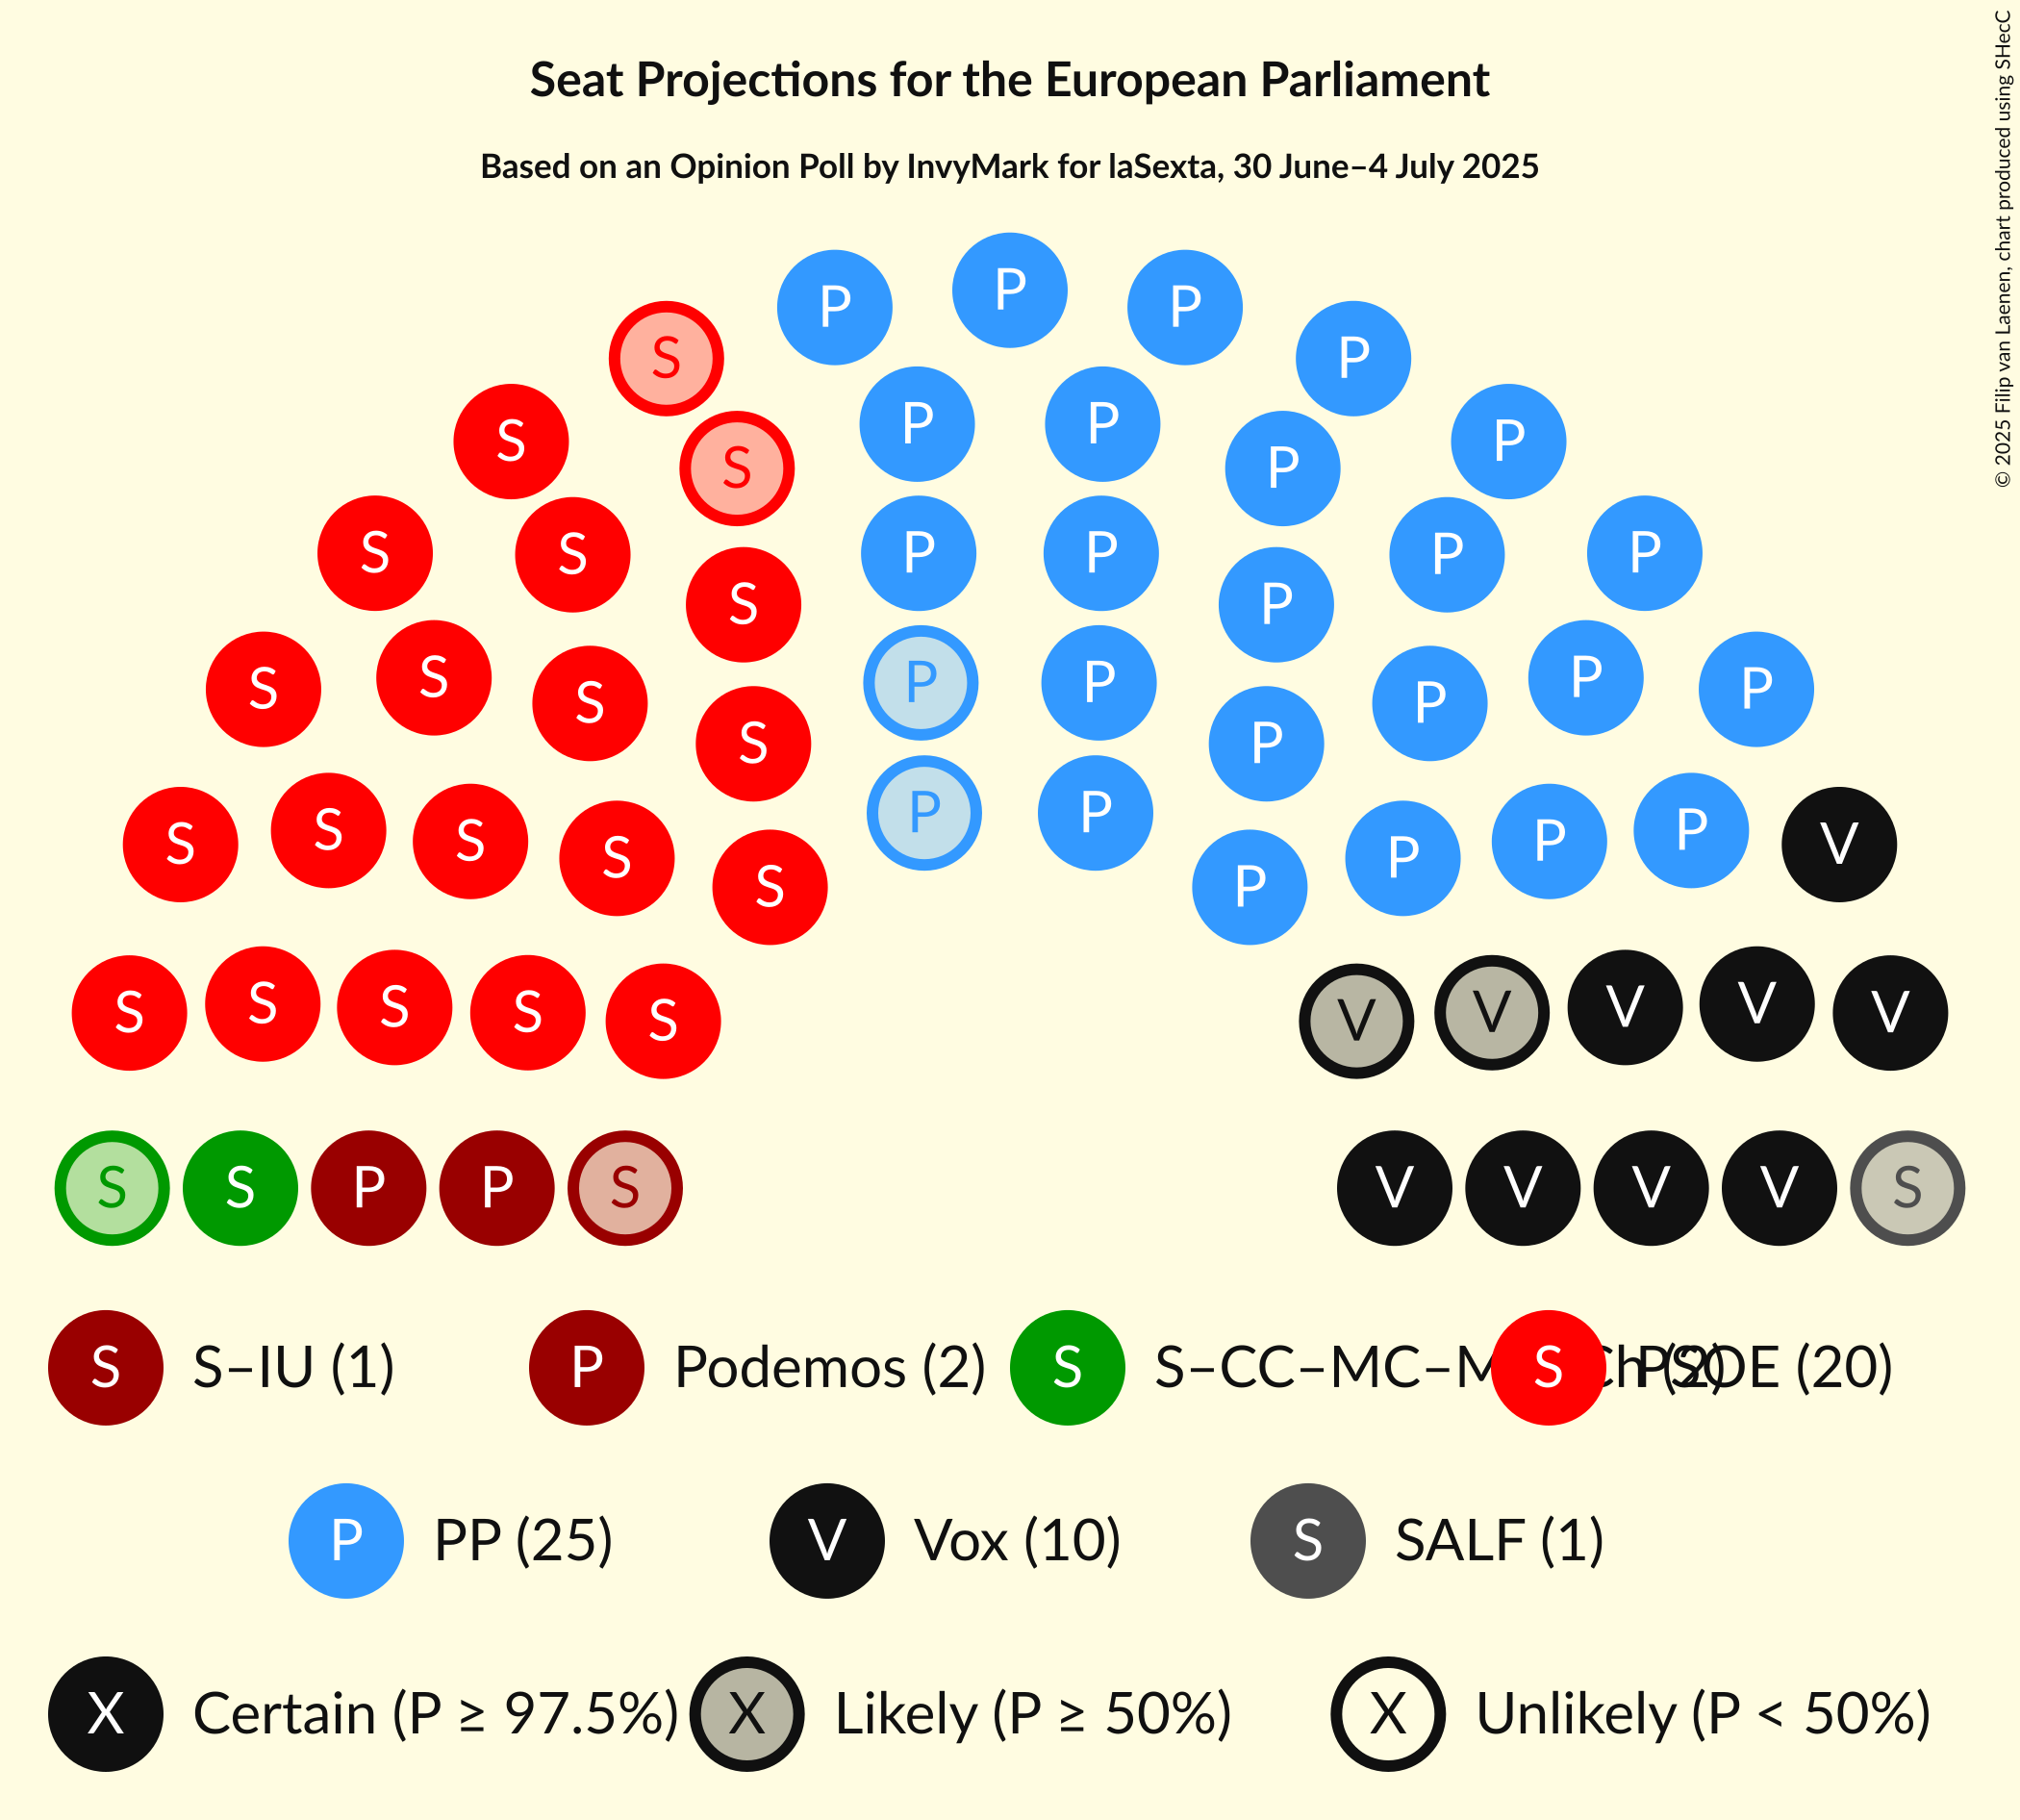 Seat Projections for the European Parliament
Based on an Opinion Poll by InvyMark for laSexta, 30 June–4 July 2025
© 2025 Filip van Laenen, chart produced using SHecC
P
P P
S P
S P
P P
S P
S P
S P P P
S S P P
S P
S S P P
S P P P
S S P P
S P
P P
S S P P
S S P V
S S P P
S P
S S V V
S S V V
S V
S S P P S V V V V S
S S–IU (1) P Podemos (2) S S–CC–MC–M S PSOE (20)
P PP (25) V Vox (10) S SALF (1)
X Certain (P ≥ 97.5%) X Likely (P ≥ 50%) X Unlikely (P < 50%)